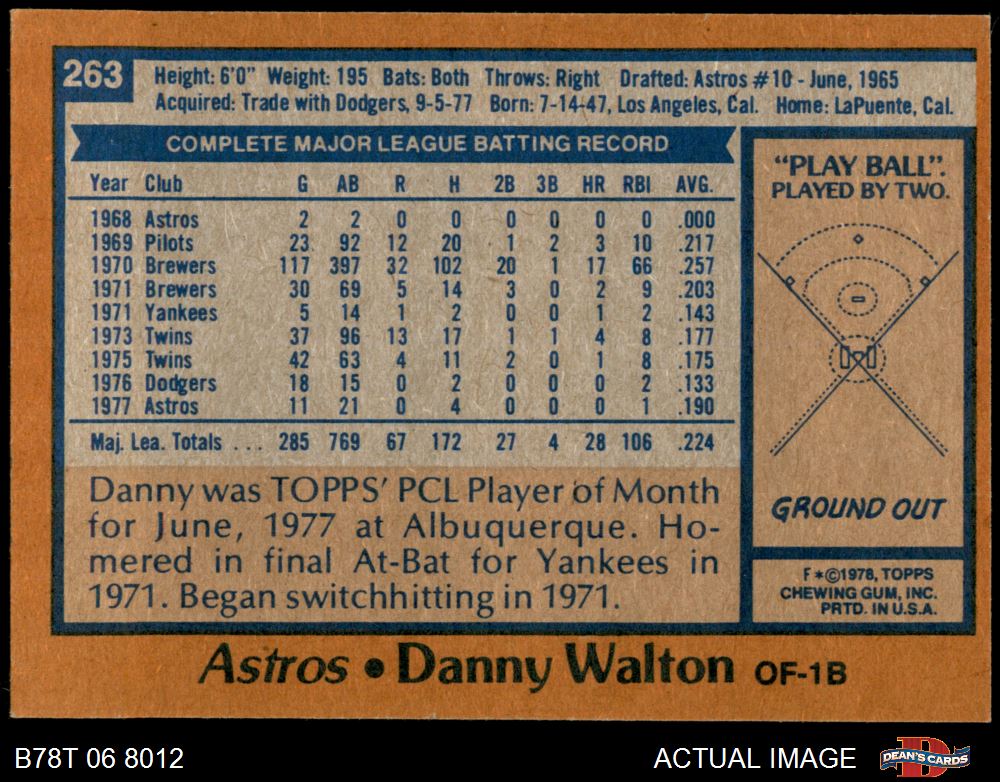 263
Height: 6'0" Weight: 195 Bats: Both Throws: Right Drafted: Astros #10 - June, 1965
Acquired: Trade with Dodgers, 9-5-77 Born: 7-14-47, Los Angeles, Cal. Home: LaPuente, Cal.
COMPLETE MAJOR LEAGUE BATTING RECORD
Year Club G AB R H 2B 3B HR RBI AVG.
1968 Astros 2 2 0 0 0 0 0 0 .000
1969 Pilots 23 92 12 20 1 2 3 10 .217
1970 Brewers 117 397 32 102 20 1 17 66 .257
1971 Brewers 30 69 5 14 3 0 2 9 .203
1971 Yankees 5 14 1 2 0 0 1 2 .143
1973 Twins 37 96 13 17 1 1 4 8 .177
1975 Twins 42 63 4 11 2 0 1 8 .175
1976 Dodgers 18 15 0 2 0 0 0 2 .133
1977 Astros 11 21 0 4 0 0 0 1 .190
Maj. Lea. Totals ... 285 769 67 172 27 4 28 106 .224
Danny was TOPPS' PCL Player of Month
for June, 1977 at Albuquerque. Ho-
mered in final At-Bat for Yankees in
1971. Began switchhitting in 1971.
"PLAY BALL".
PLAYED BY TWO.
GROUND OUT
F*©1978, TOPPS
CHEWING GUM, INC.
PRTD. IN U.S.A.
Astros • Danny Walton OF-1B
B78T 06 8012
ACTUAL IMAGE
DEAN'S CARDS